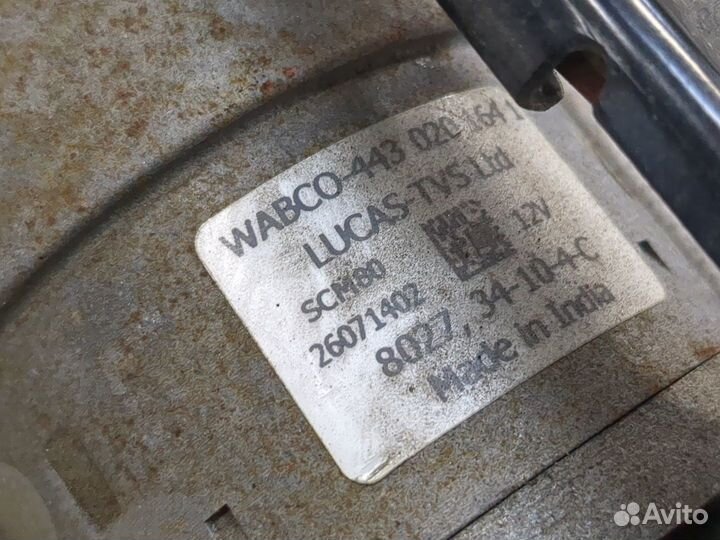 WABCO-443 020 164 1
LUCAS-TVS Ltd
SCM80 12V
26071402
8027, 34-10-4-C
Made in India
Avito